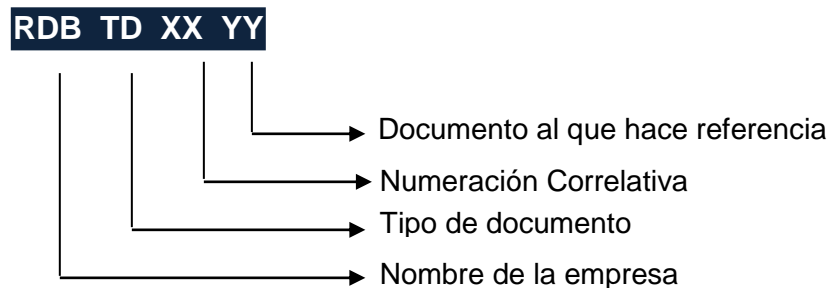 RDB TD XX YY
Documento al que hace referencia
Numeración Correlativa
Tipo de documento
Nombre de la empresa